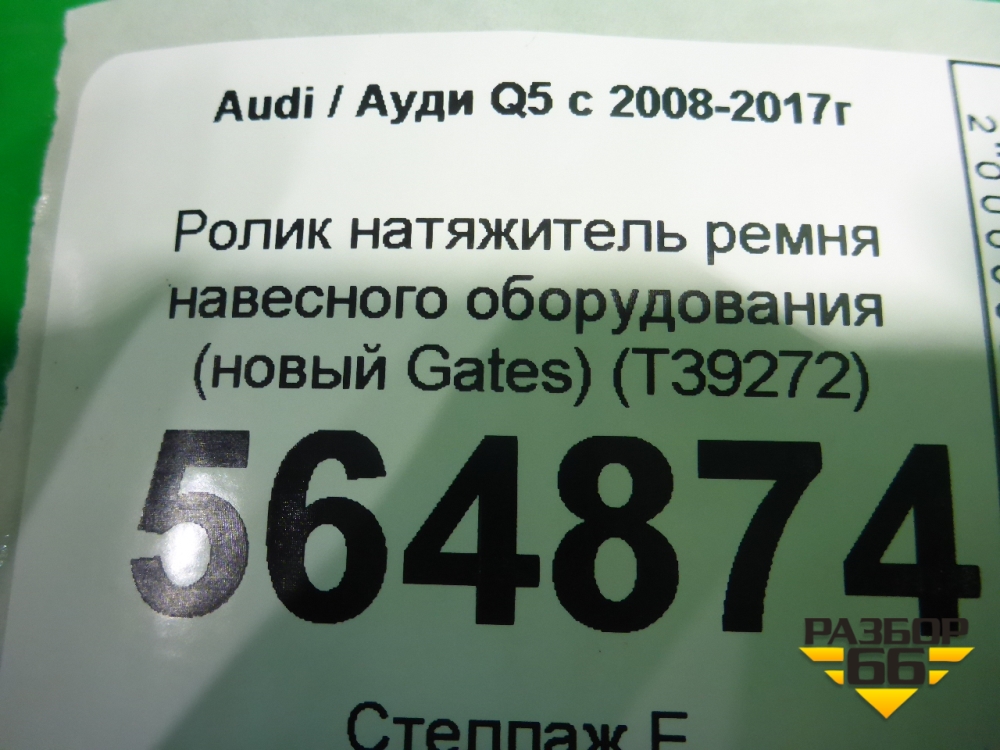 Audi / Ауди Q5 с 2008-2017г
Ролик натяжитель ремня
навесного оборудования
(новый Gates) (T39272)
564874
Стеллаж
РАЗБОР
66